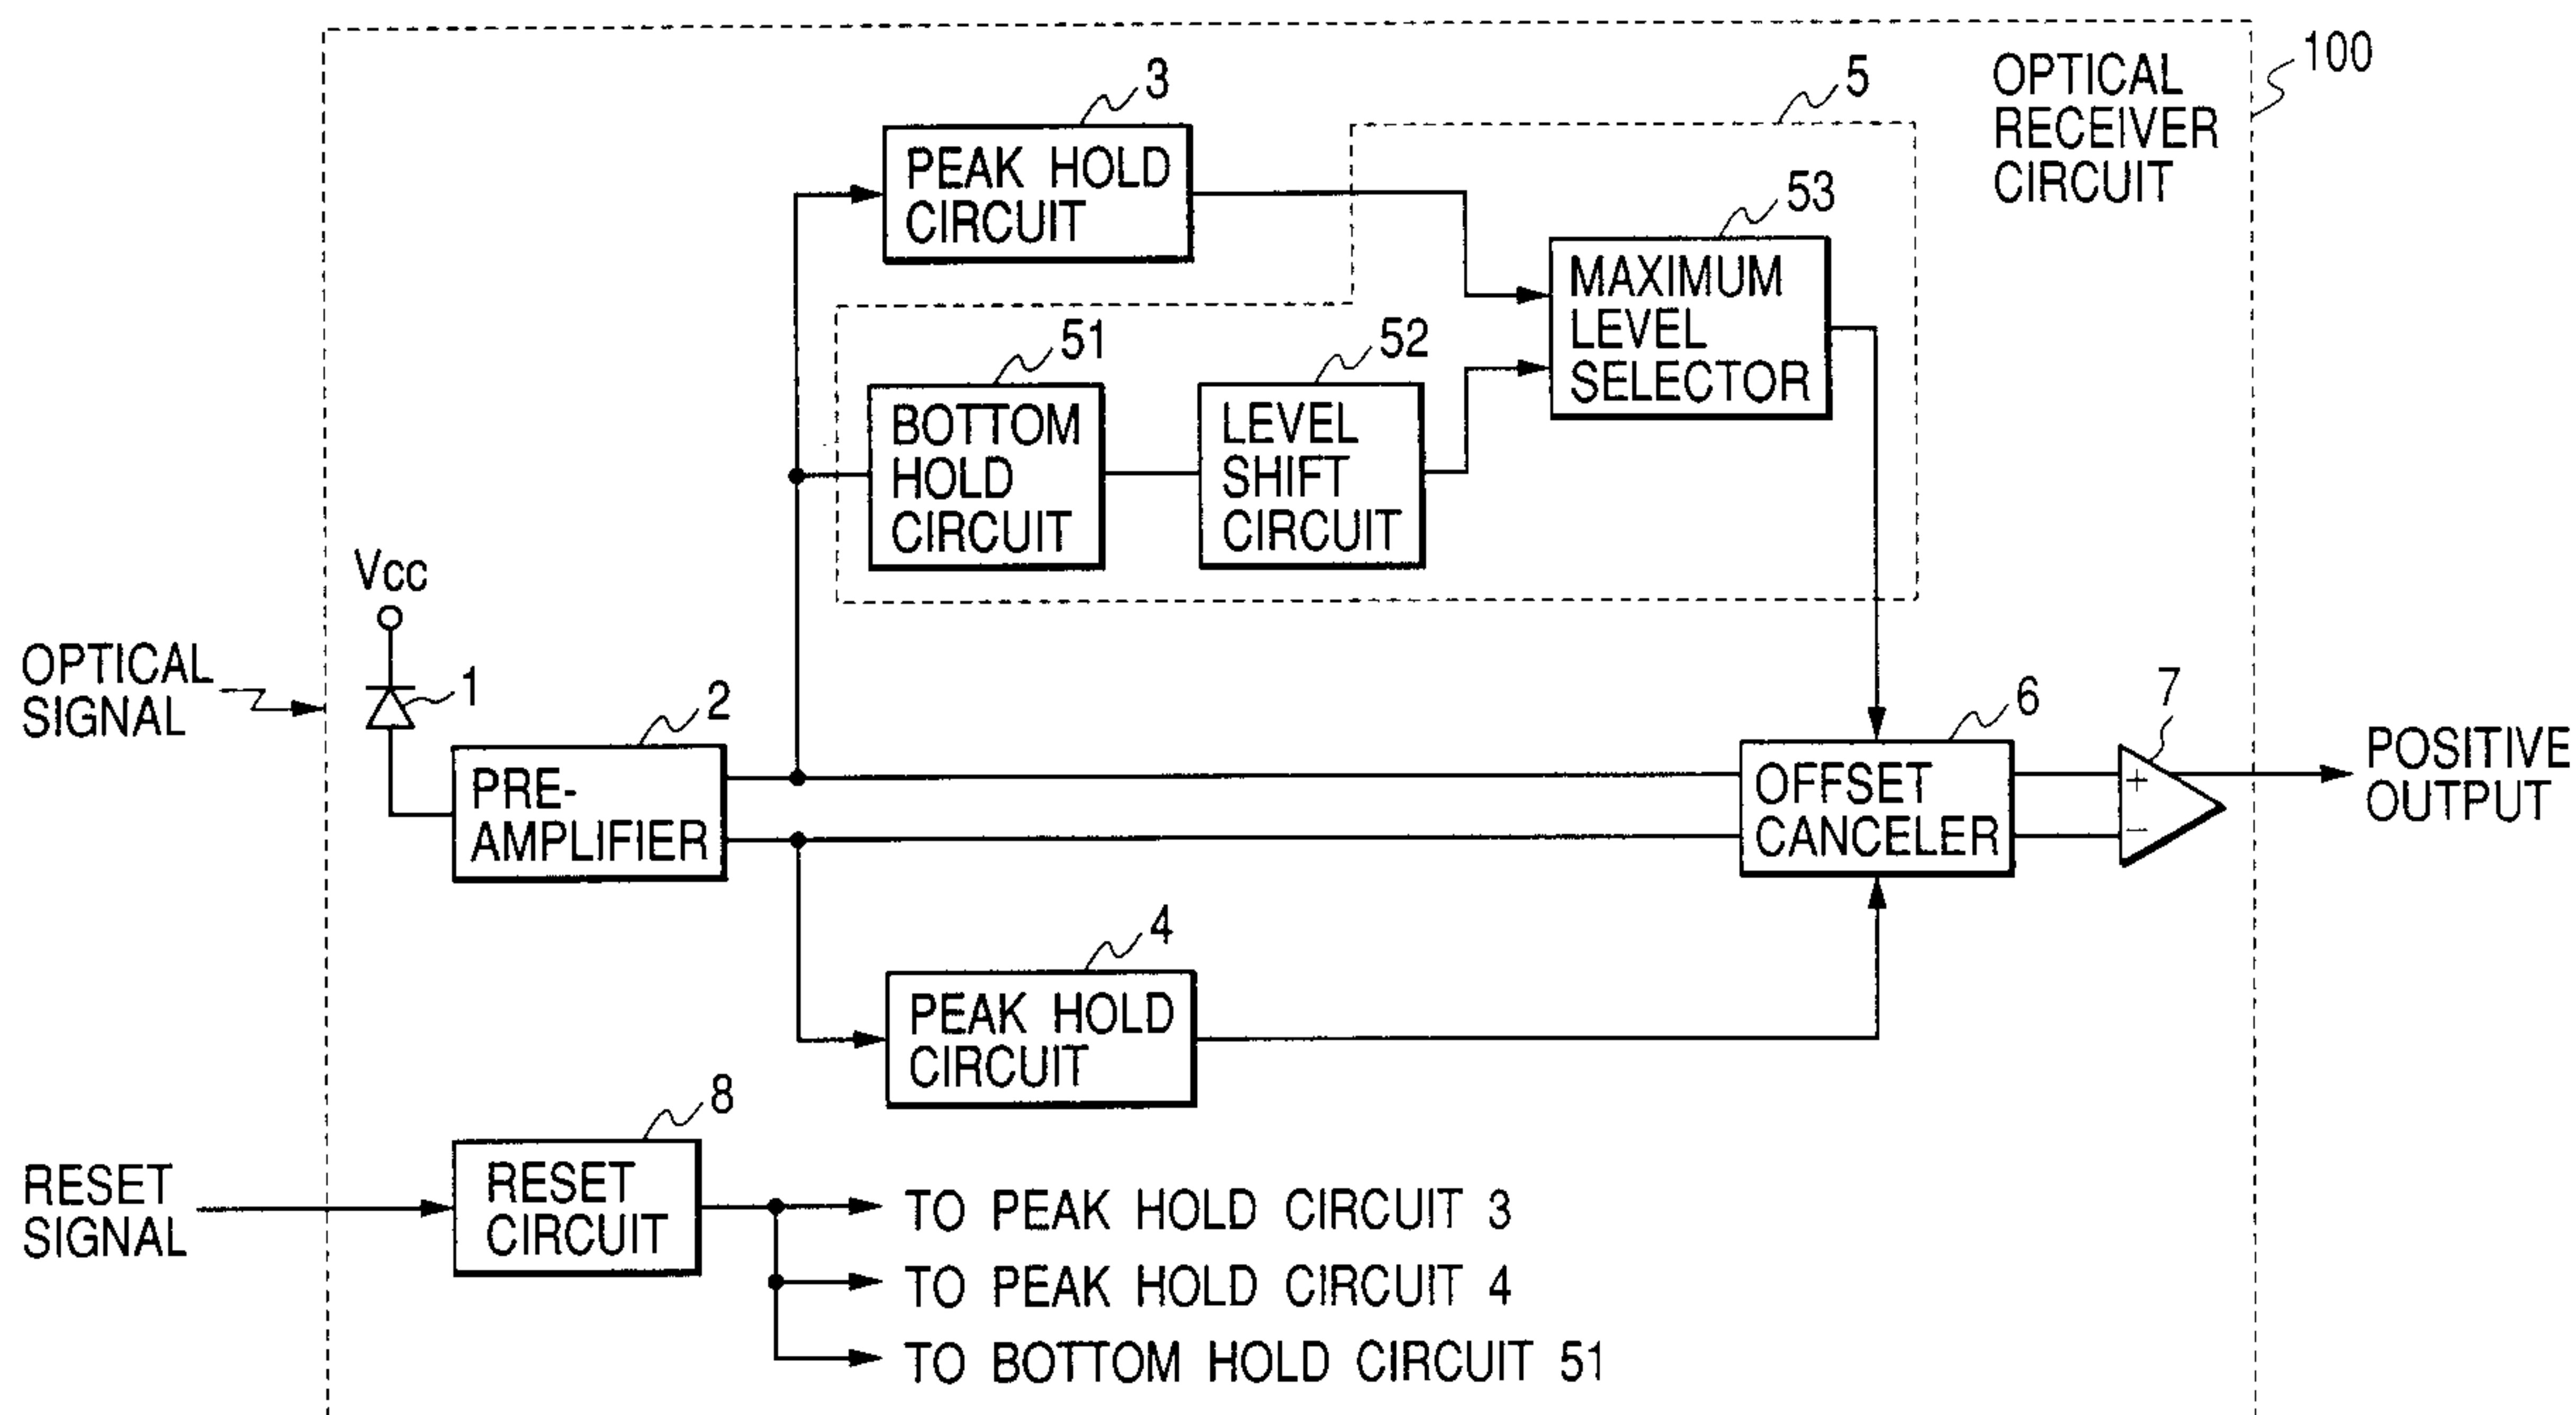 100
OPTICAL
RECEIVER
CIRCUIT
3
PEAK HOLD
CIRCUIT
5
53
MAXIMUM
LEVEL
SELECTOR
51
BOTTOM
HOLD
CIRCUIT
52
LEVEL
SHIFT
CIRCUIT
Vcc
OPTICAL
SIGNAL
1
2
PRE-
AMPLIFIER
6
OFFSET
CANCELER
7
+
−
POSITIVE
OUTPUT
4
PEAK HOLD
CIRCUIT
RESET
SIGNAL
8
RESET
CIRCUIT
TO PEAK HOLD CIRCUIT 3
TO PEAK HOLD CIRCUIT 4
TO BOTTOM HOLD CIRCUIT 51